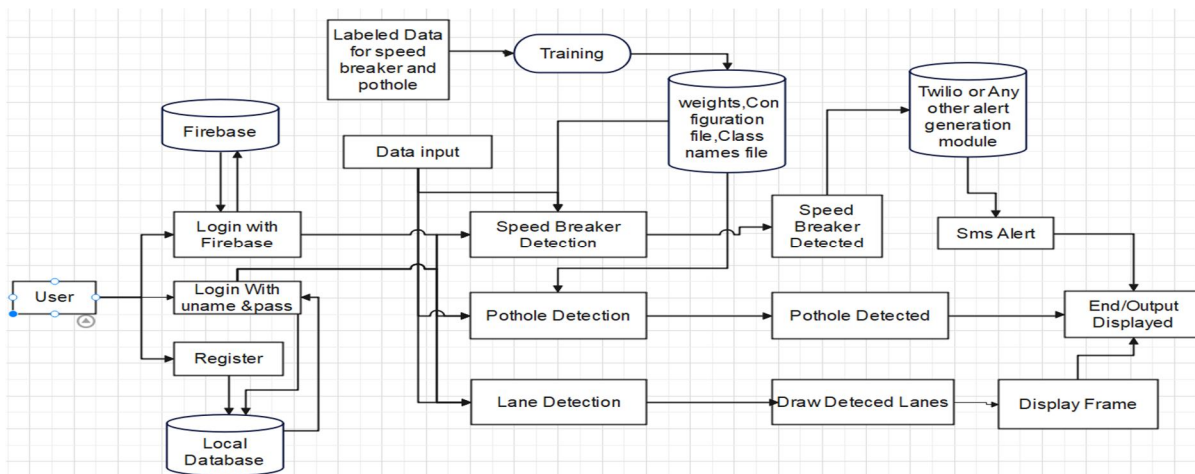 Labeled Data
for speed
breaker and
pothole
Training
weights,Con
figuration
file,Class
names file
Twilio or Any
other alert
generation
module
Firebase
Data input
Login with
Firebase
Speed Breaker
Detection
Speed
Breaker
Detected
Sms Alert
User
Login With
uname &pass
Pothole Detection
Pothole Detected
End/Output
Displayed
Register
Lane Detection
Draw Deteced Lanes
Display Frame
Local
Database